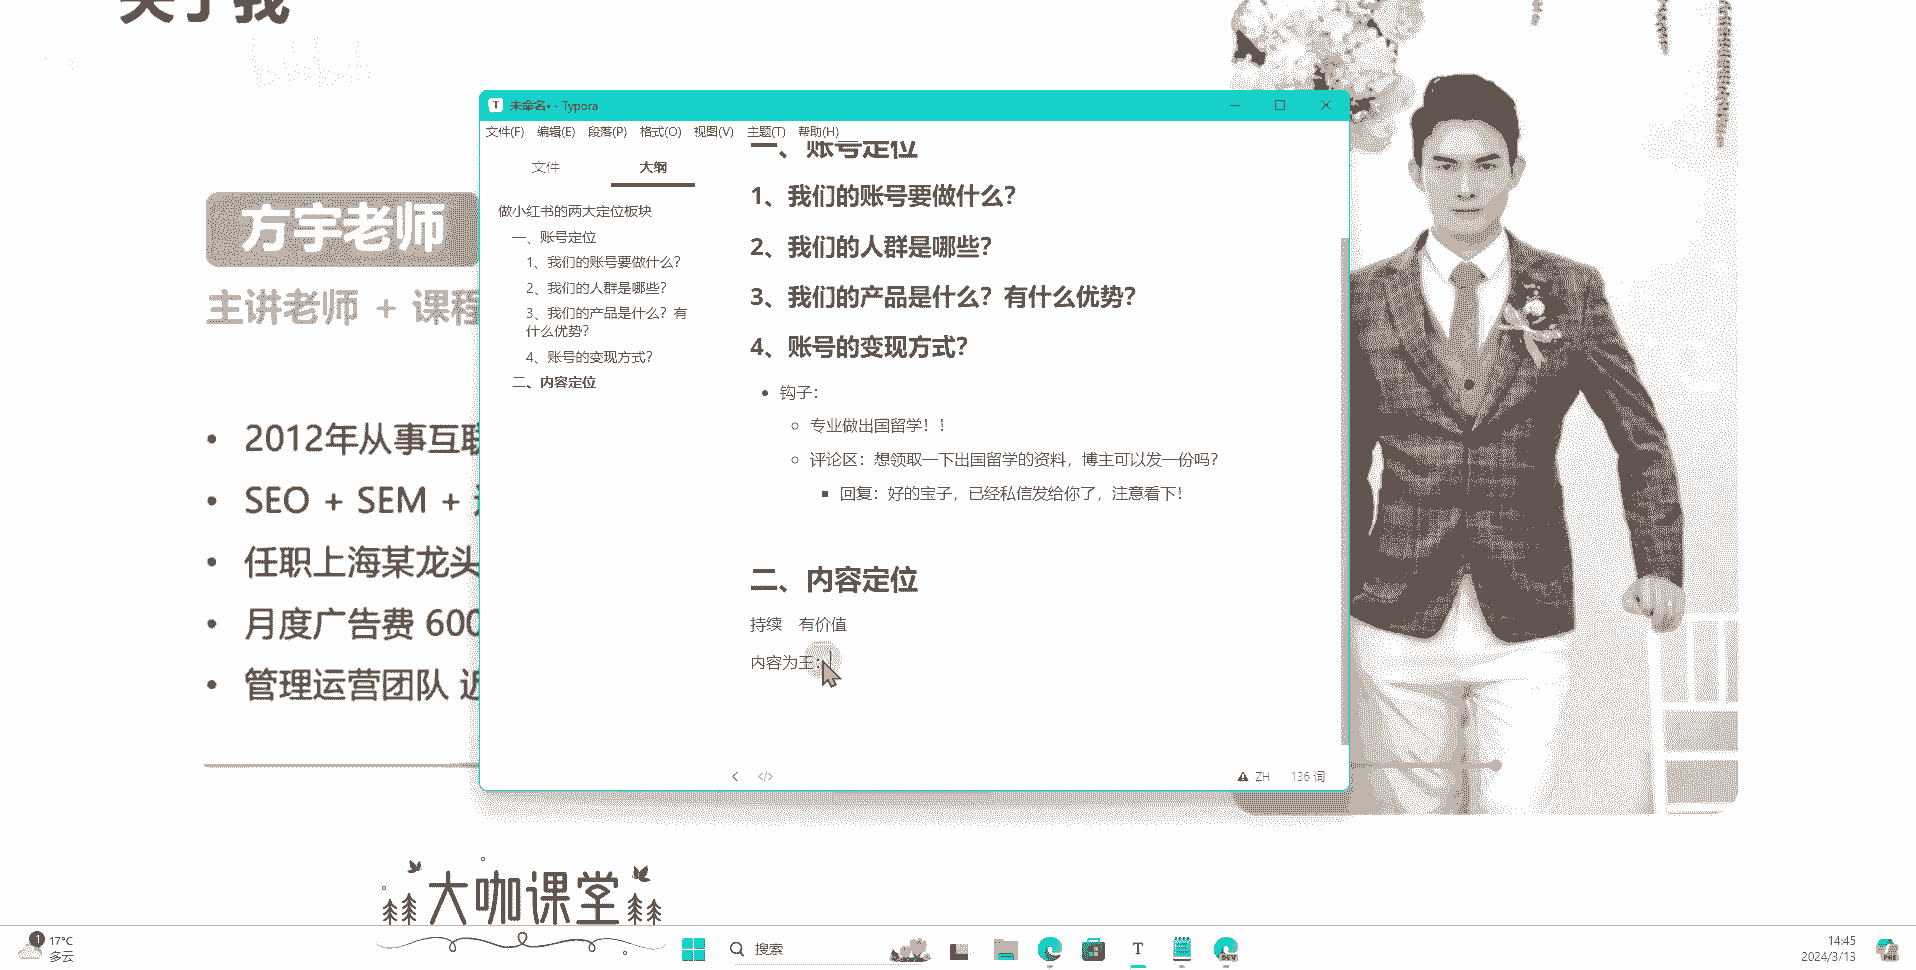 关于我
方宇老师
主讲老师 + 课程
• 2012年从事互联
• SEO + SEM +
• 任职上海某龙头
• 月度广告费 600
• 管理运营团队 近
未命名• - Typora
文件(F) 编辑(E) 段落(P) 格式(O) 视图(V) 主题(T) 帮助(H)
文件 大纲
做小红书的两大定位板块
一、账号定位
1、我们的账号要做什么？
2、我们的人群是哪些？
3、我们的产品是什么？有
什么优势？
4、账号的变现方式？
二、内容定位
一、账号定位
1、我们的账号要做什么？
2、我们的人群是哪些？
3、我们的产品是什么？有什么优势？
4、账号的变现方式？
• 钩子：
○ 专业做出国留学！！
○ 评论区：想领取一下出国留学的资料，博主可以发一份吗？
▪ 回复：好的宝子，已经私信发给你了，注意看下！
二、内容定位
持续 有价值
内容为王：
ZH 136 词
大咖课堂
1 17°C
多云
搜索
T
DEV
14:45
2024/3/13
PRE